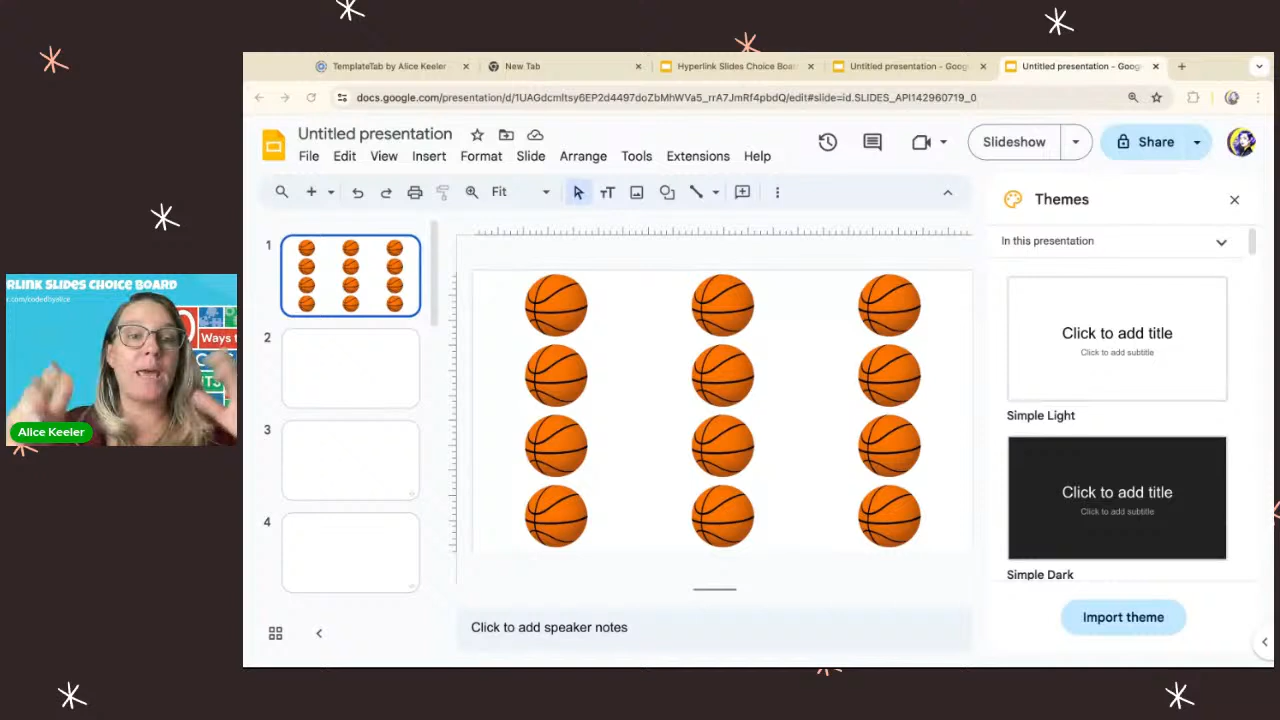 TemplateTab by Alice Keeler
New Tab
Hyperlink Slides Choice Boar
Untitled presentation - Goog
Untitled presentation - Goog
docs.google.com/presentation/d/1UAGdcmItsy6EP2d4497doZbMhWVa5_rrA7JmRf4pbdQ/edit#slide=id.SLIDES_API142960719_0
Untitled presentation
File Edit View Insert Format Slide Arrange Tools Extensions Help
Slideshow
Share
Fit
Themes
In this presentation
1
2
3
4
Click to add title
Click to add subtitle
Simple Light
Click to add title
Click to add subtitle
Simple Dark
Import theme
Click to add speaker notes
RLINK SLIDES CHOICE BOARD
r.com/codedbyalice
Ways t
Alice Keeler